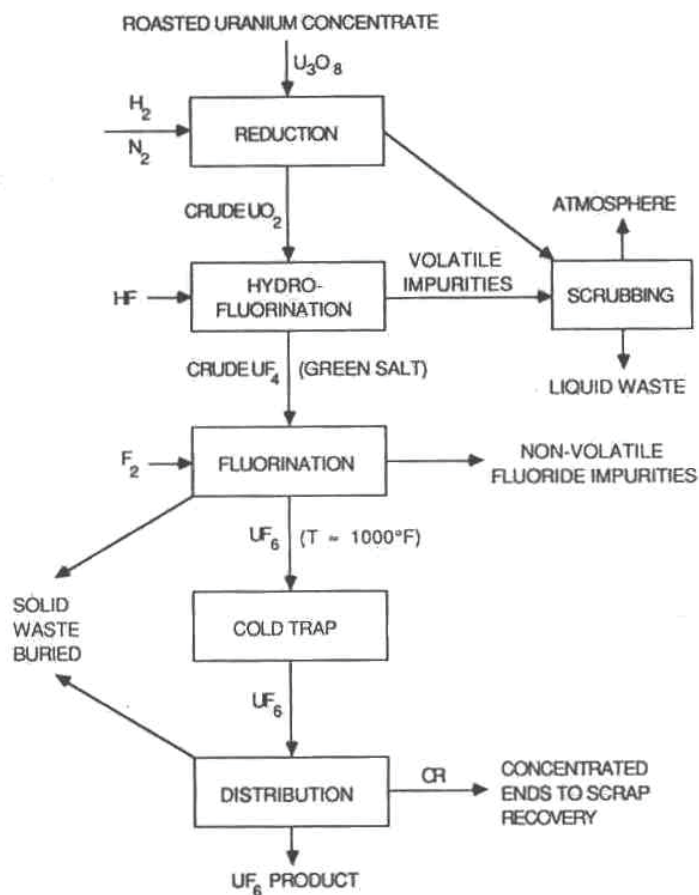 ROASTED URANIUM CONCENTRATE
U₃O₈
H₂
N₂
REDUCTION
CRUDE UO₂
ATMOSPHERE
VOLATILE
IMPURITIES
HF
HYDRO-
FLUORINATION
SCRUBBING
CRUDE UF₄ (GREEN SALT)
LIQUID WASTE
F₂
FLUORINATION
NON-VOLATILE
FLUORIDE IMPURITIES
UF₆ (T ≈ 1000°F)
SOLID
WASTE
BURIED
COLD TRAP
UF₆
DISTRIBUTION
CR
CONCENTRATED
ENDS TO SCRAP
RECOVERY
UF₆ PRODUCT